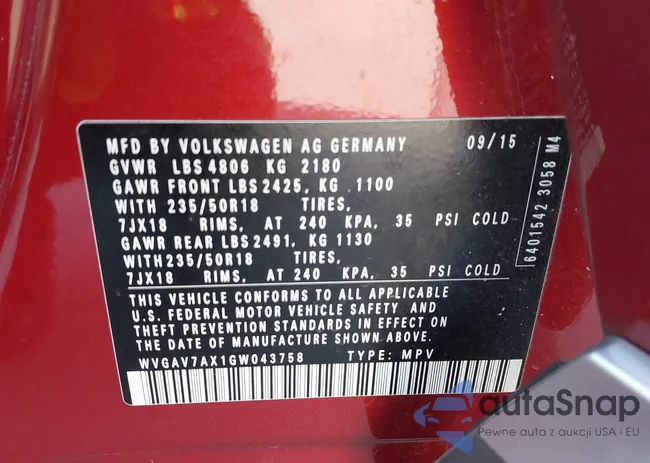 MFD BY VOLKSWAGEN AG GERMANY 09/15
GVWR LBS 4806 KG 2180
GAWR FRONT LBS 2425, KG 1100
WITH 235/50R18 TIRES,
7JX18 RIMS, AT 240 KPA, 35 PSI COLD
GAWR REAR LBS 2491, KG 1130
WITH 235/50R18 TIRES,
7JX18 RIMS, AT 240 KPA, 35 PSI COLD
THIS VEHICLE CONFORMS TO ALL APPLICABLE
U.S. FEDERAL MOTOR VEHICLE SAFETY AND
THEFT PREVENTION STANDARDS IN EFFECT ON
THE DATE OF MANUFACTURE SHOWN ABOVE.
WVGAV7AX1GW043758 TYPE: MPV
6401542 3058 M4
autaSnap
Pewne auta z aukcji USA i EU